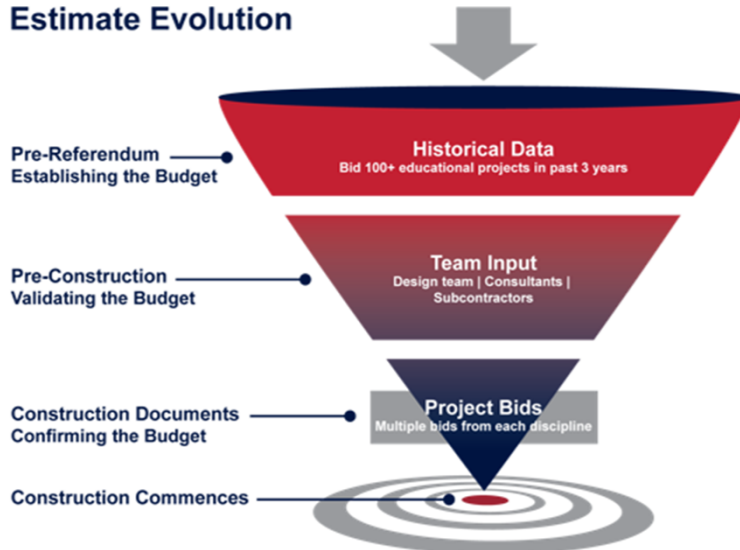 Estimate Evolution
Pre-Referendum
Establishing the Budget
Historical Data
Bid 100+ educational projects in past 3 years
Pre-Construction
Validating the Budget
Team Input
Design team | Consultants |
Subcontractors
Construction Documents
Confirming the Budget
Project Bids
Multiple bids from each discipline
Construction Commences